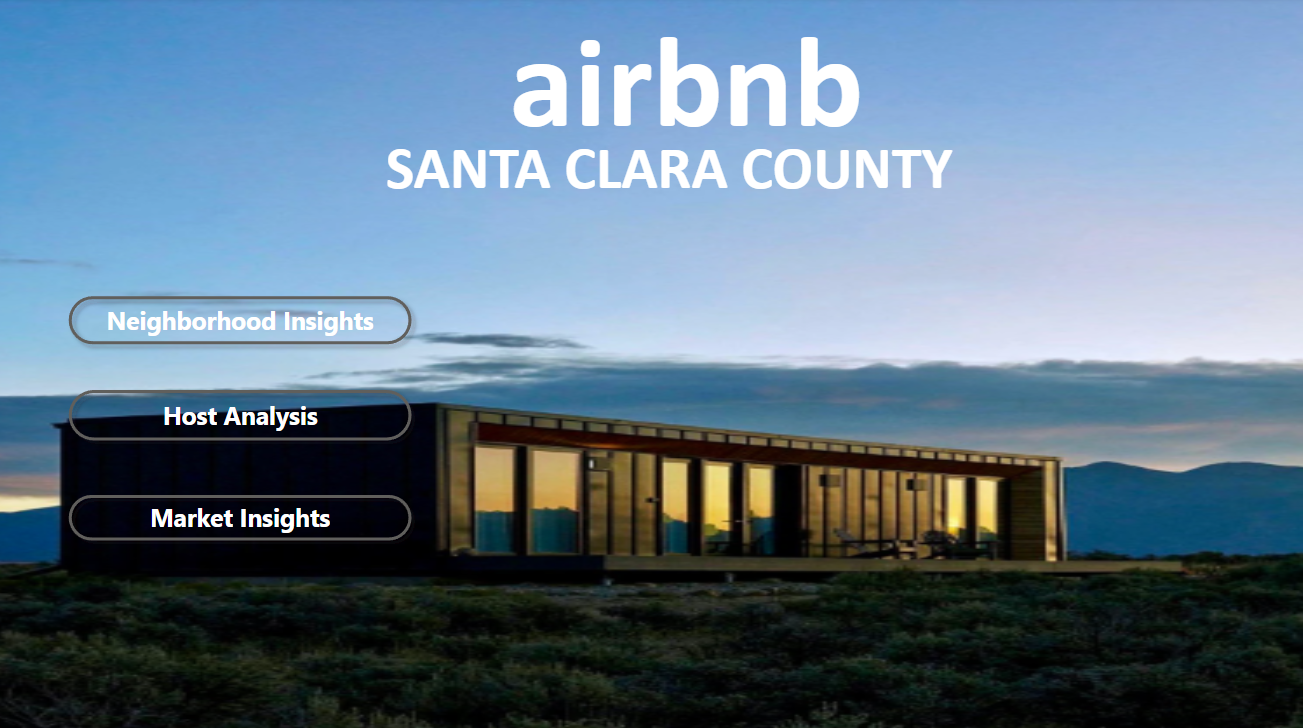 airbnb
SANTA CLARA COUNTY
Neighborhood Insights
Host Analysis
Market Insights